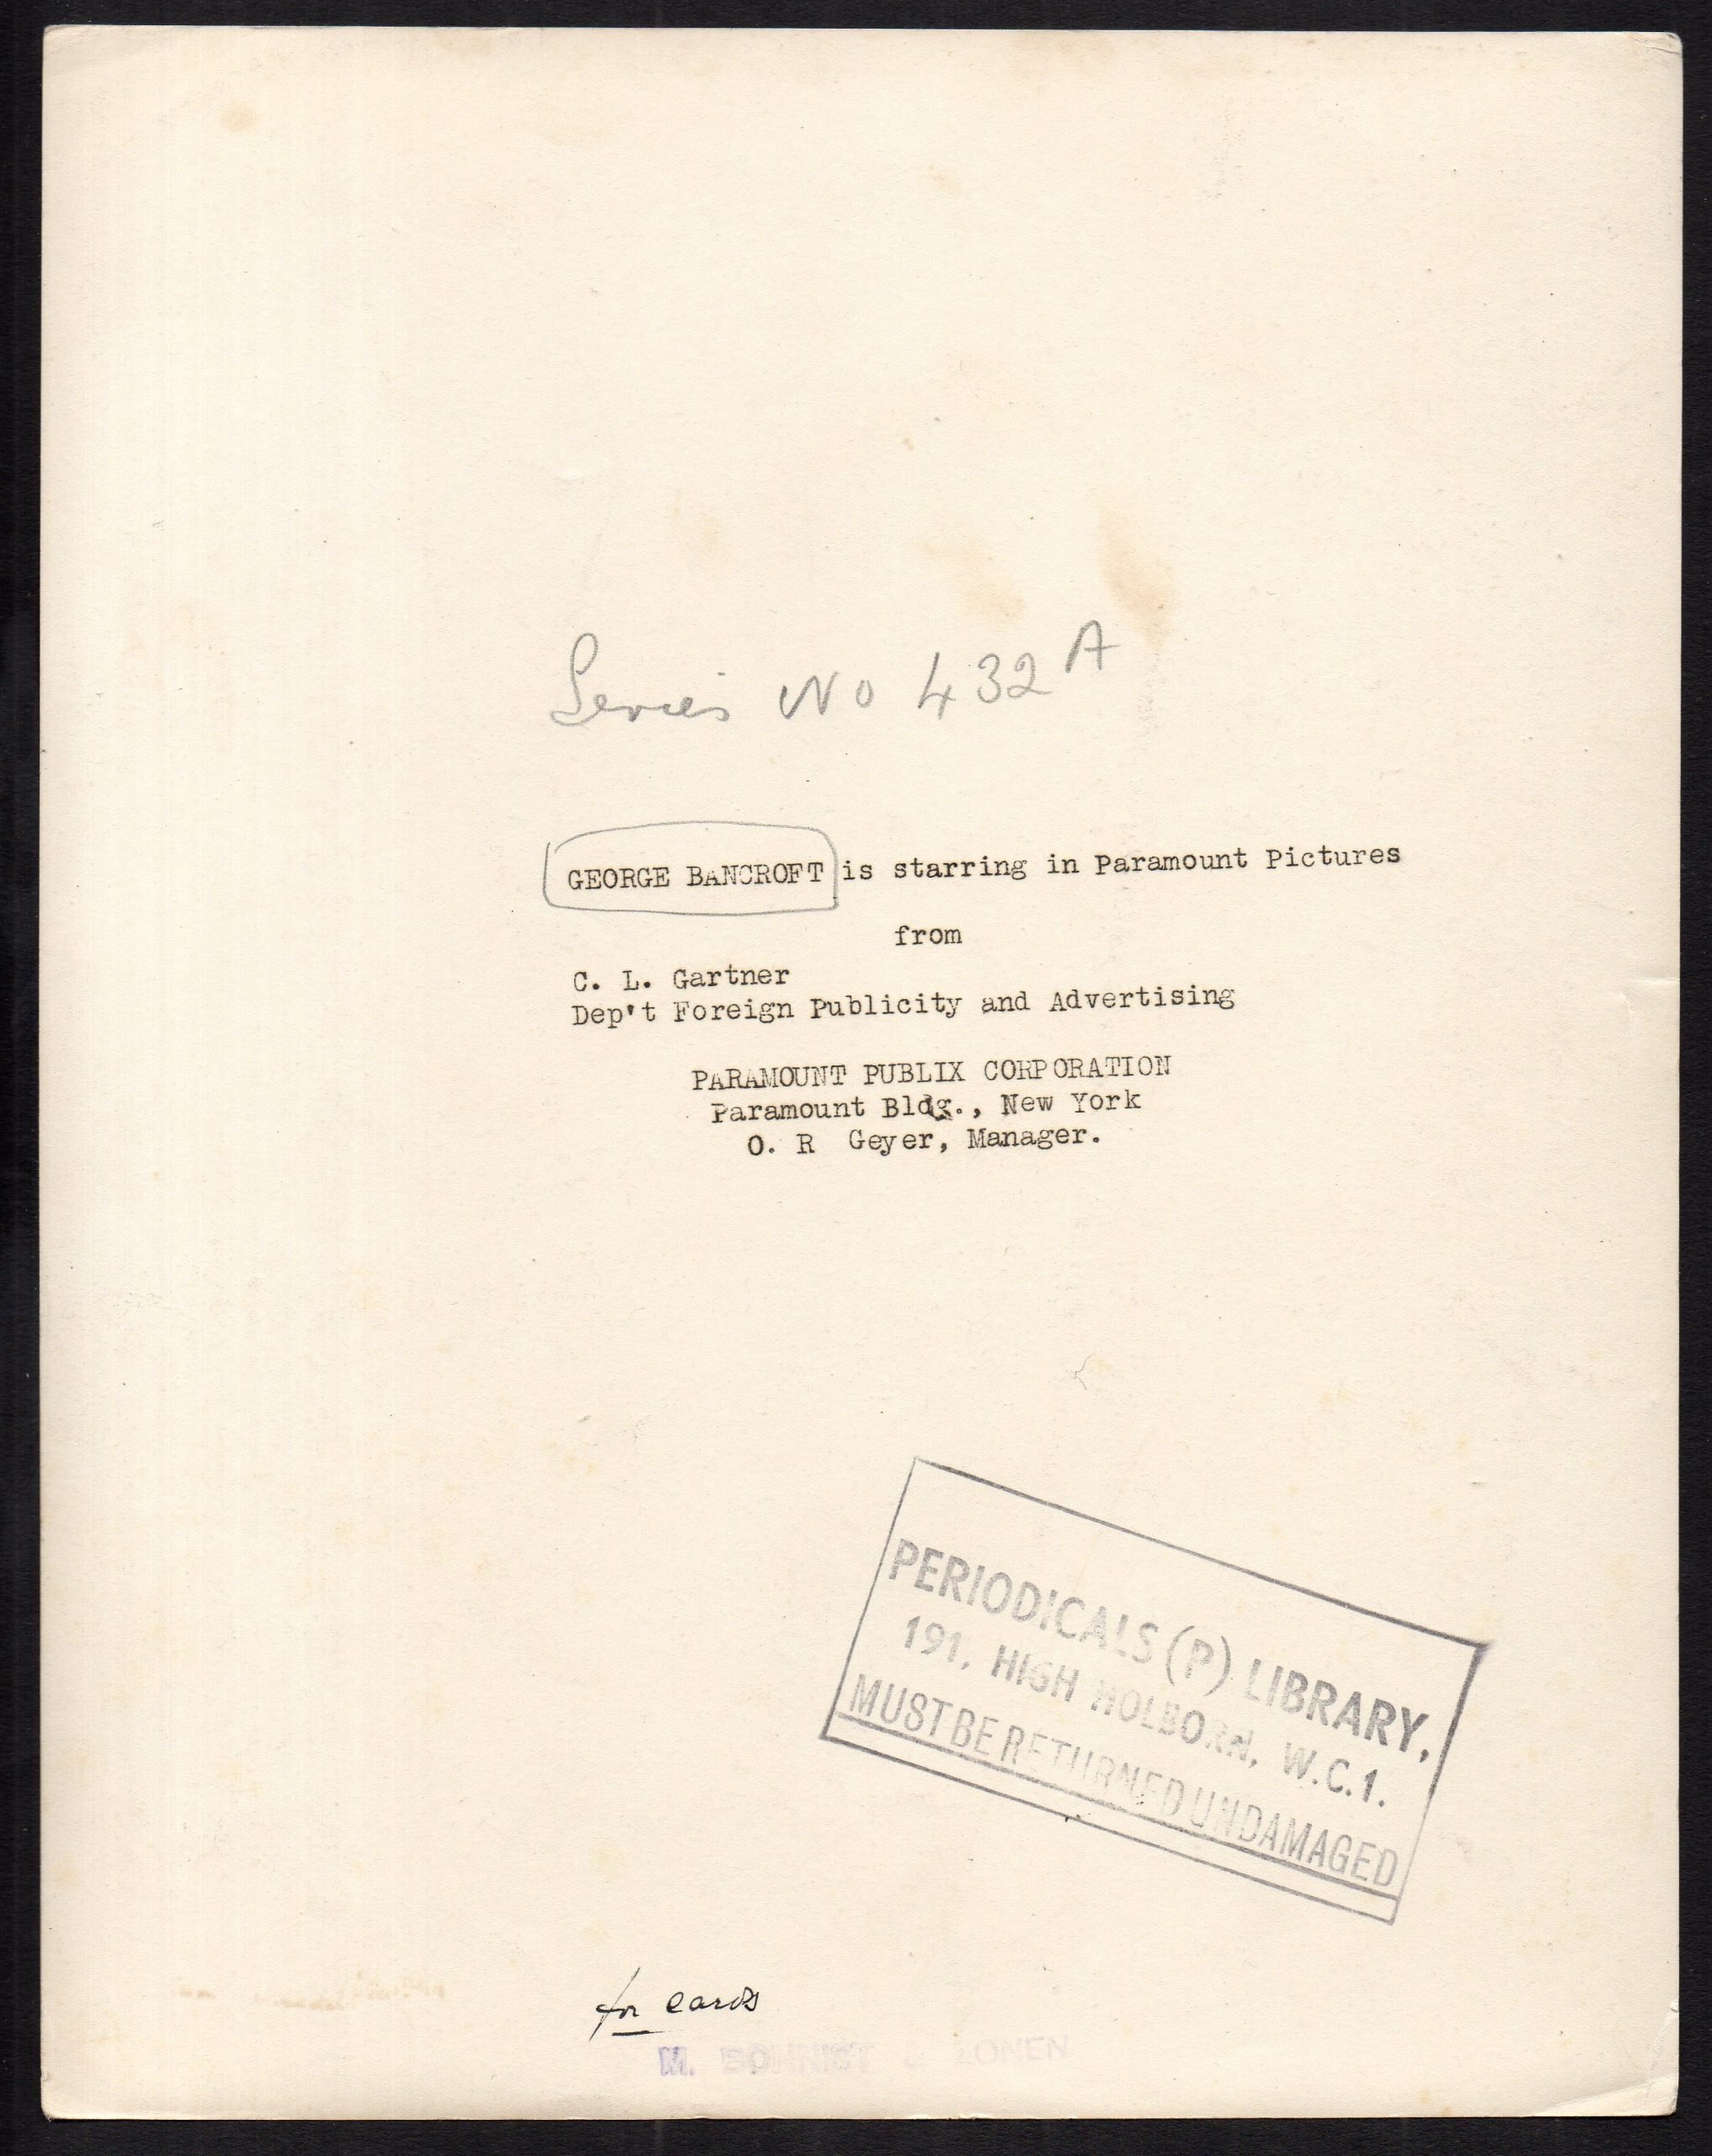 Series No 432 A
GEORGE BANCROFT is starring in Paramount Pictures
from
C. L. Gartner
Dep't Foreign Publicity and Advertising
PARAMOUNT PUBLIX CORPORATION
Paramount Bldg., New York
O. R Geyer, Manager.
PERIODICALS (P) LIBRARY,
191, HIGH HOLBORN, W.C.1.
MUST BE RETURNED UNDAMAGED
for cards
M.